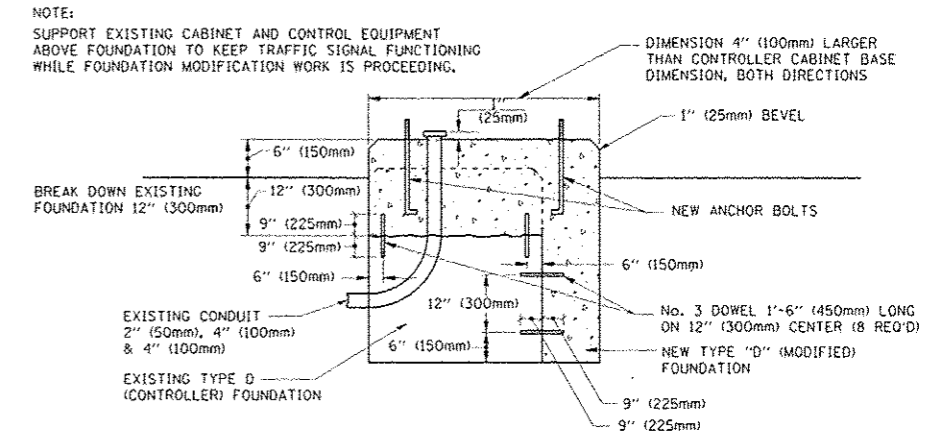 NOTE:
SUPPORT EXISTING CABINET AND CONTROL EQUIPMENT
ABOVE FOUNDATION TO KEEP TRAFFIC SIGNAL FUNCTIONING
WHILE FOUNDATION MODIFICATION WORK IS PROCEEDING.
DIMENSION 4" (100mm) LARGER
THAN CONTROLLER CABINET BASE
DIMENSION, BOTH DIRECTIONS
1"
(25mm)
1" (25mm) BEVEL
6" (150mm)
BREAK DOWN EXISTING
FOUNDATION 12" (300mm)
12" (300mm)
9" (225mm)
9" (225mm)
NEW ANCHOR BOLTS
6" (150mm)
6" (150mm)
12" (300mm)
EXISTING CONDUIT
2" (50mm), 4" (100mm)
& 4" (100mm)
No. 3 DOWEL 1'-6" (450mm) LONG
ON 12" (300mm) CENTER (8 REQ'D)
6" (150mm)
NEW TYPE "D" (MODIFIED)
FOUNDATION
EXISTING TYPE D
(CONTROLLER) FOUNDATION
9" (225mm)
9" (225mm)